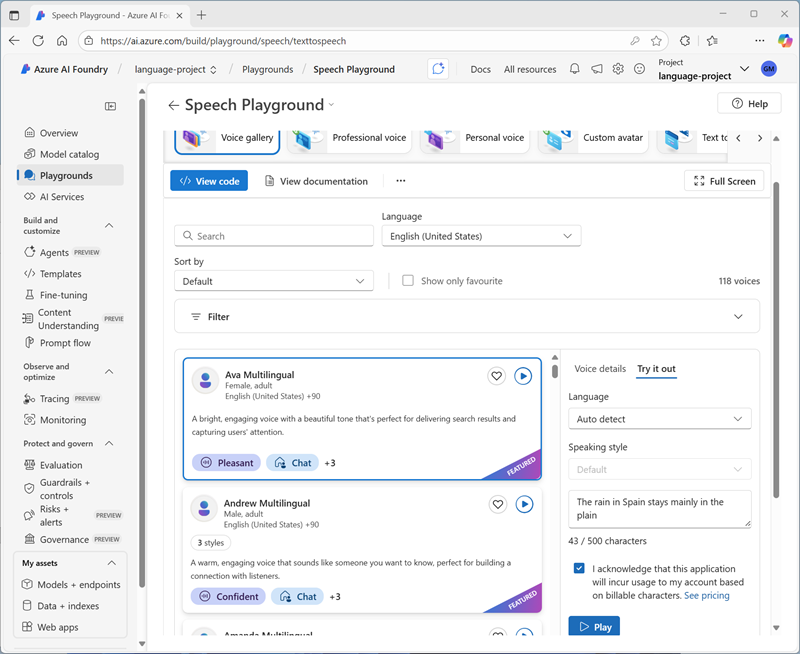 Speech Playground - Azure AI Fou
https://ai.azure.com/build/playground/speech/texttospeech
Azure AI Foundry / language-project / Playgrounds / Speech Playground
Docs All resources
Project
language-project
GM
Overview
Model catalog
Playgrounds
AI Services
Build and
customize
Agents PREVIEW
Templates
Fine-tuning
Content
Understanding PREVIE
Prompt flow
Observe and
optimize
Tracing PREVIEW
Monitoring
Protect and govern
Evaluation
Guardrails +
controls
Risks +
alerts PREVIEW
Governance PREVIEW
My assets
Models + endpoints
Data + indexes
Web apps
Speech Playground
Help
Voice gallery
Professional voice
Personal voice
Custom avatar
Text to
View code
View documentation
Full Screen
Language
Search
English (United States)
Sort by
Default
Show only favourite
118 voices
Filter
Ava Multilingual
Female, adult
English (United States) +90
A bright, engaging voice with a beautiful tone that's perfect for delivering search results and
capturing users' attention.
Pleasant Chat +3
FEATURED
Andrew Multilingual
Male, adult
English (United States) +90
3 styles
A warm, engaging voice that sounds like someone you want to know, perfect for building a
connection with listeners.
Confident Chat +3
FEATURED
Amanda Multilingual
Voice details Try it out
Language
Auto detect
Speaking style
Default
The rain in Spain stays mainly in the
plain
43 / 500 characters
I acknowledge that this application
will incur usage to my account based
on billable characters. See pricing
Play